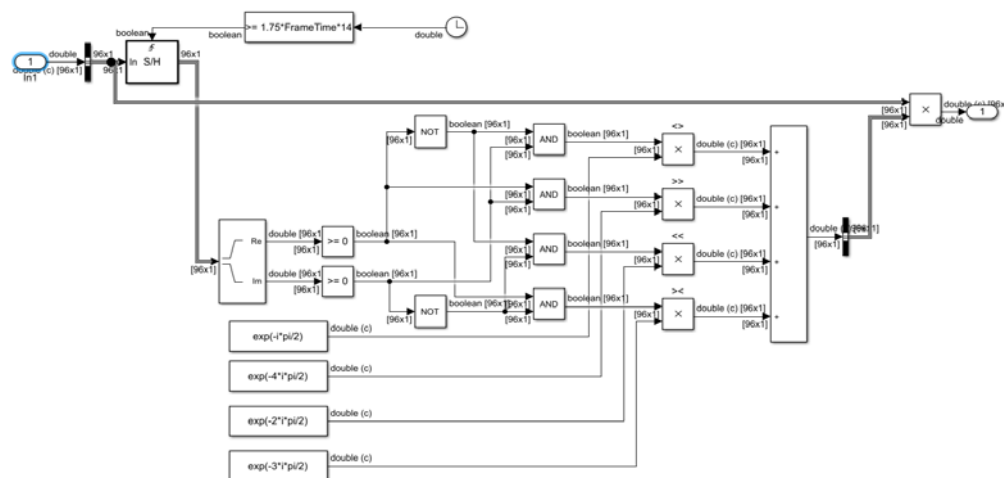 >= 1.75*FrameTime*14
boolean
boolean
double
double
96x1
96x1
In
S/H
96x1
1
double (c) [96x1]
In1
×
[96x1]
[96x1]
double
1
NOT
[96x1]
boolean [96x1]
AND
[96x1]
[96x1]
boolean [96x1]
<>
×
[96x1]
double (c) [96x1]
[96x1]
+
AND
[96x1]
[96x1]
boolean [96x1]
>>
×
[96x1]
double (c) [96x1]
[96x1]
+
Re
Im
[96x1]
double [96x1]
[96x1]
>= 0
boolean [96x1]
double [96x1]
[96x1]
>= 0
boolean [96x1]
AND
[96x1]
[96x1]
boolean [96x1]
<<
×
[96x1]
double (c) [96x1]
[96x1]
+
[96x1]
NOT
[96x1]
boolean [96x1]
AND
[96x1]
[96x1]
boolean [96x1]
><
×
[96x1]
double (c) [96x1]
[96x1]
+
exp(-i*pi/2)
double (c)
exp(-4*i*pi/2)
double (c)
exp(-2*i*pi/2)
double (c)
exp(-3*i*pi/2)
double (c)